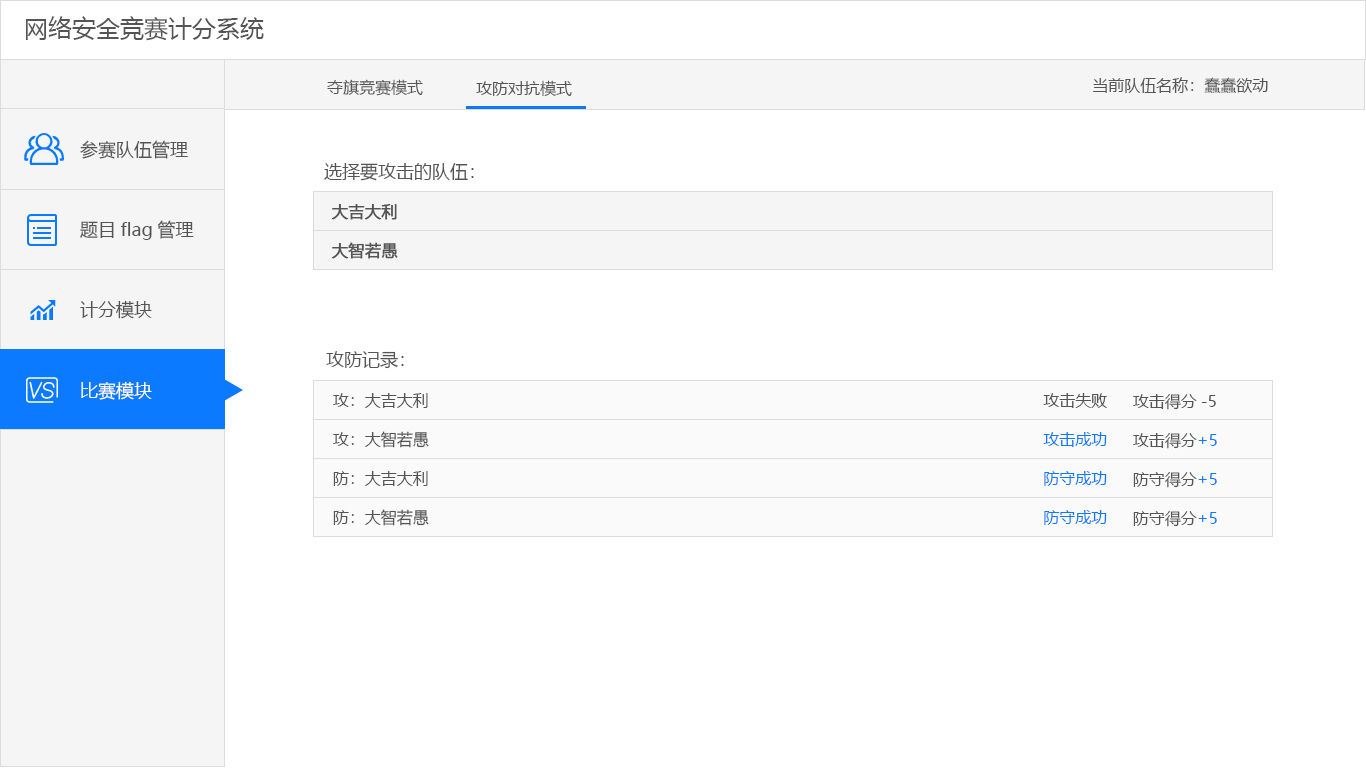 网络安全竞赛计分系统
夺旗竞赛模式 攻防对抗模式 当前队伍名称：蠢蠢欲动
参赛队伍管理
题目 flag 管理
计分模块
VS 比赛模块
选择要攻击的队伍：
大吉大利
大智若愚
攻防记录：
攻：大吉大利 攻击失败 攻击得分 -5
攻：大智若愚 攻击成功 攻击得分+5
防：大吉大利 防守成功 防守得分+5
防：大智若愚 防守成功 防守得分+5